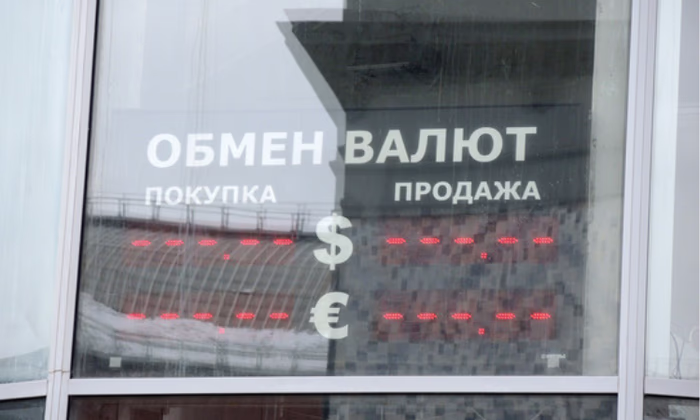 ОБМЕН ВАЛЮТ
ПОКУПКА ПРОДАЖА
--- --.-- $ ---.--
---.-- € ---.--